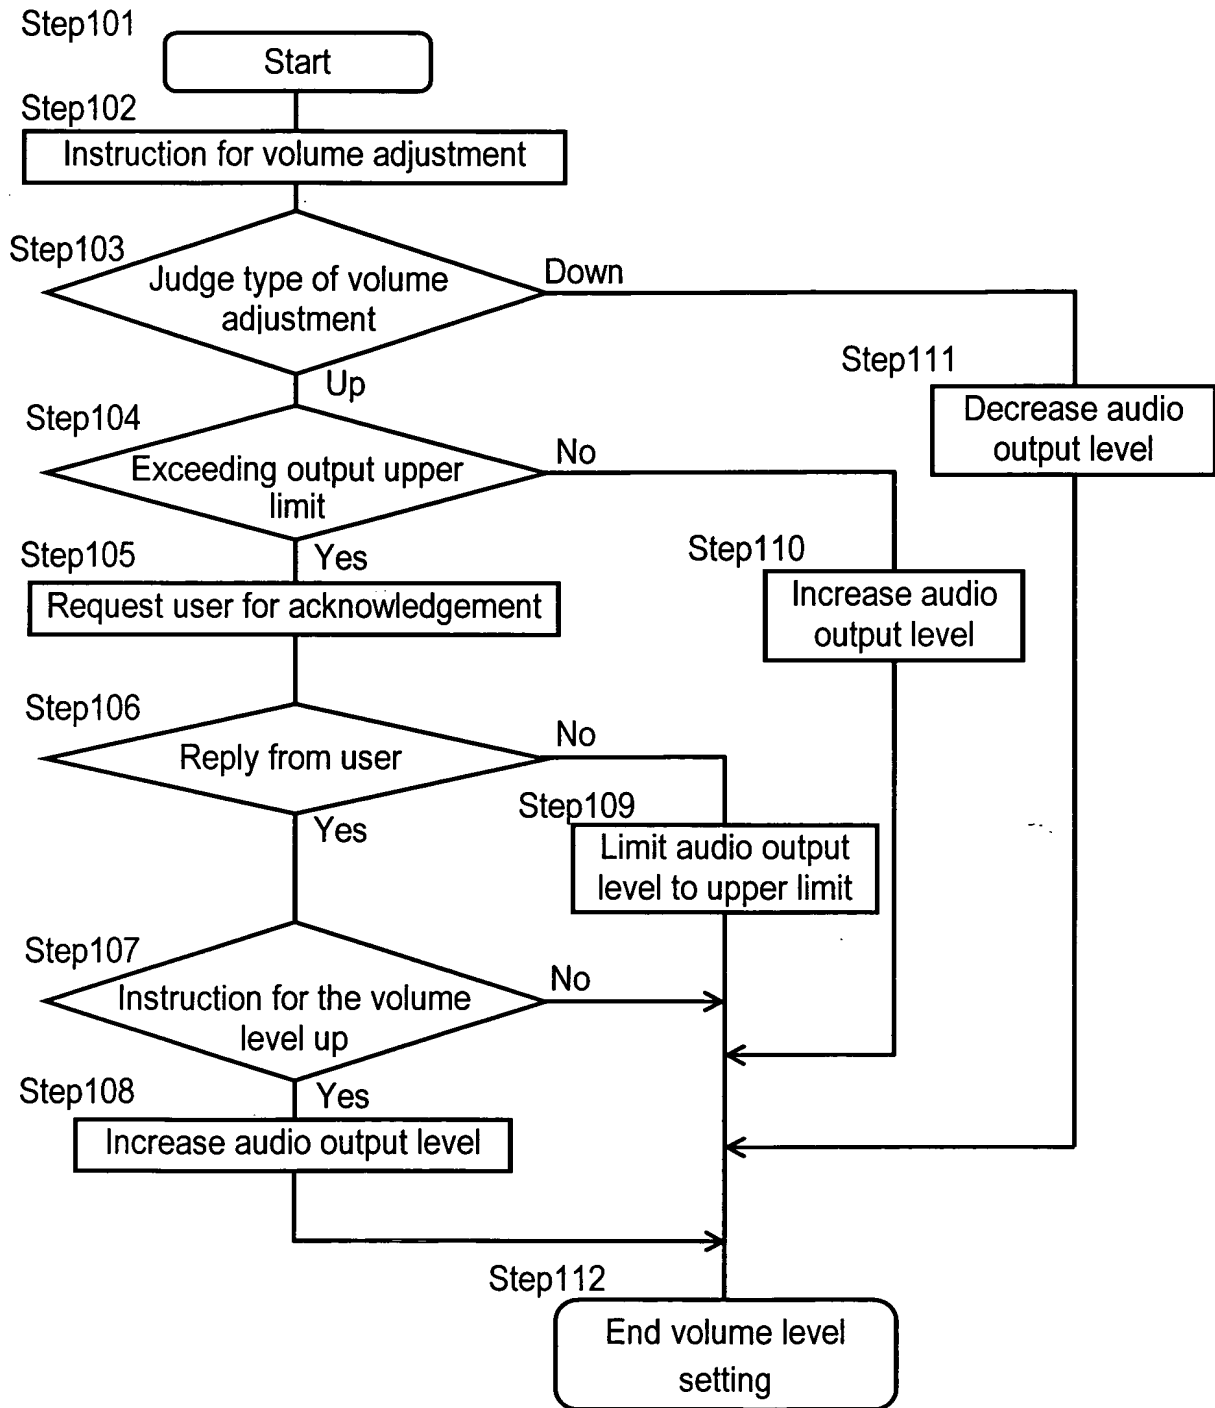 Step101
Start
Step102
Instruction for volume adjustment
Step103
Judge type of volume
adjustment
Down
Up
Step111
Decrease audio
output level
Step104
Exceeding output upper
limit
No
Yes
Step110
Increase audio
output level
Step105
Request user for acknowledgement
Step106
Reply from user
No
Yes
Step109
Limit audio output
level to upper limit
Step107
Instruction for the volume
level up
No
Yes
Step108
Increase audio output level
Step112
End volume level
setting